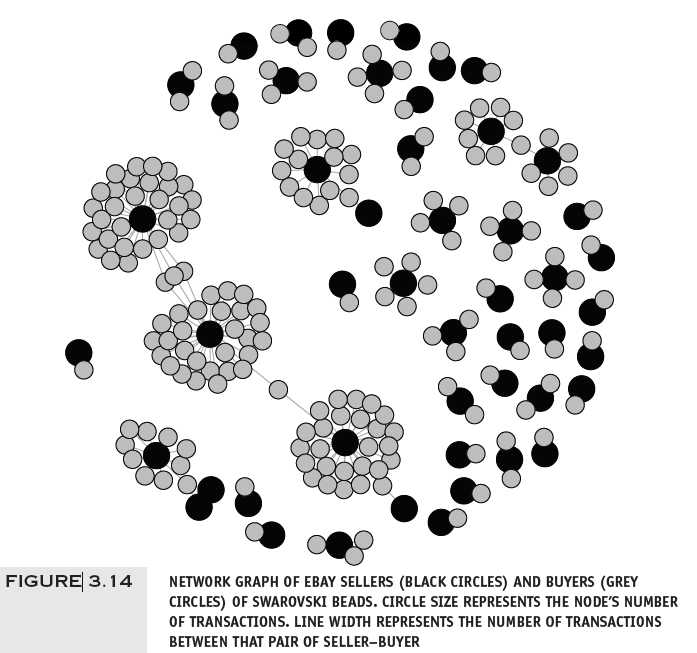 FIGURE 3.14
NETWORK GRAPH OF EBAY SELLERS (BLACK CIRCLES) AND BUYERS (GREY
CIRCLES) OF SWAROVSKI BEADS. CIRCLE SIZE REPRESENTS THE NODE'S NUMBER
OF TRANSACTIONS. LINE WIDTH REPRESENTS THE NUMBER OF TRANSACTIONS
BETWEEN THAT PAIR OF SELLER–BUYER